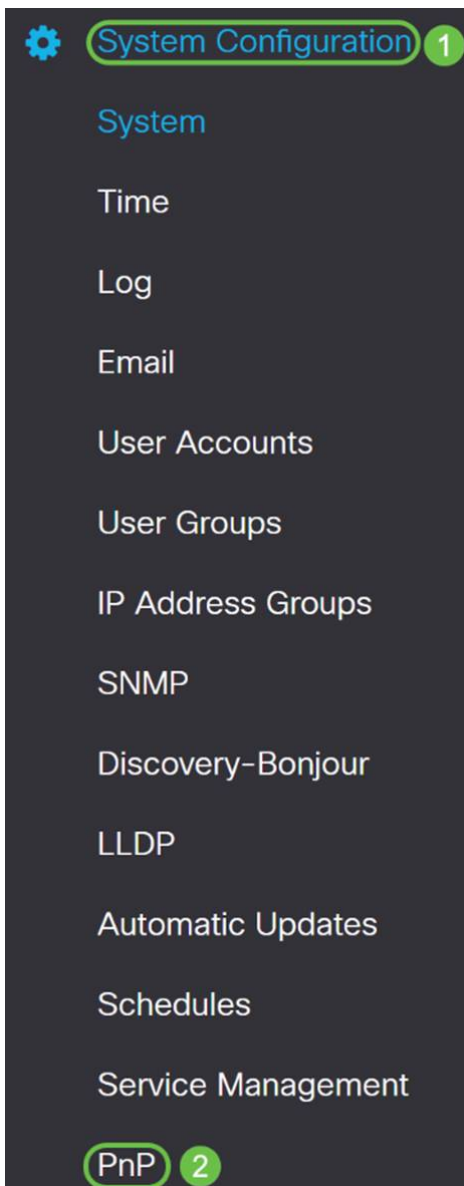 System Configuration 1
System
Time
Log
Email
User Accounts
User Groups
IP Address Groups
SNMP
Discovery-Bonjour
LLDP
Automatic Updates
Schedules
Service Management
PnP 2